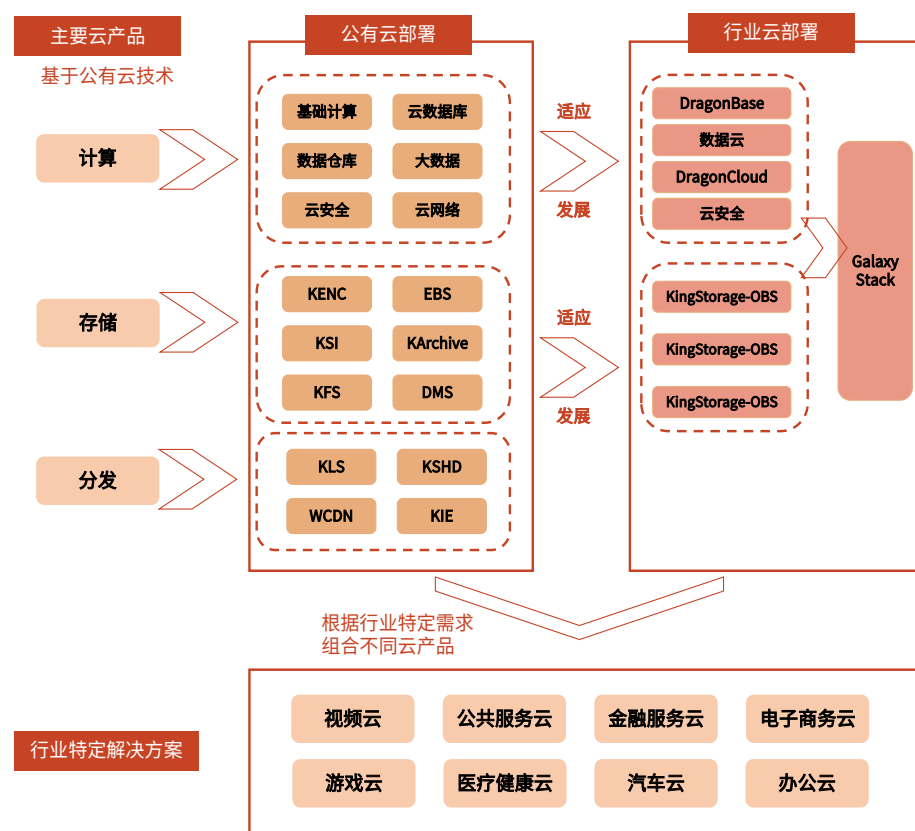 主要云产品
基于公有云技术
计算
存储
分发
公有云部署
基础计算
云数据库
数据仓库
大数据
云安全
云网络
KENC
EBS
KSI
KArchive
KFS
DMS
KLS
KSHD
WCDN
KIE
适应
发展
适应
发展
行业云部署
DragonBase
数据云
DragonCloud
云安全
KingStorage-OBS
KingStorage-OBS
KingStorage-OBS
Galaxy
Stack
根据行业特定需求
组合不同云产品
行业特定解决方案
视频云
公共服务云
金融服务云
电子商务云
游戏云
医疗健康云
汽车云
办公云